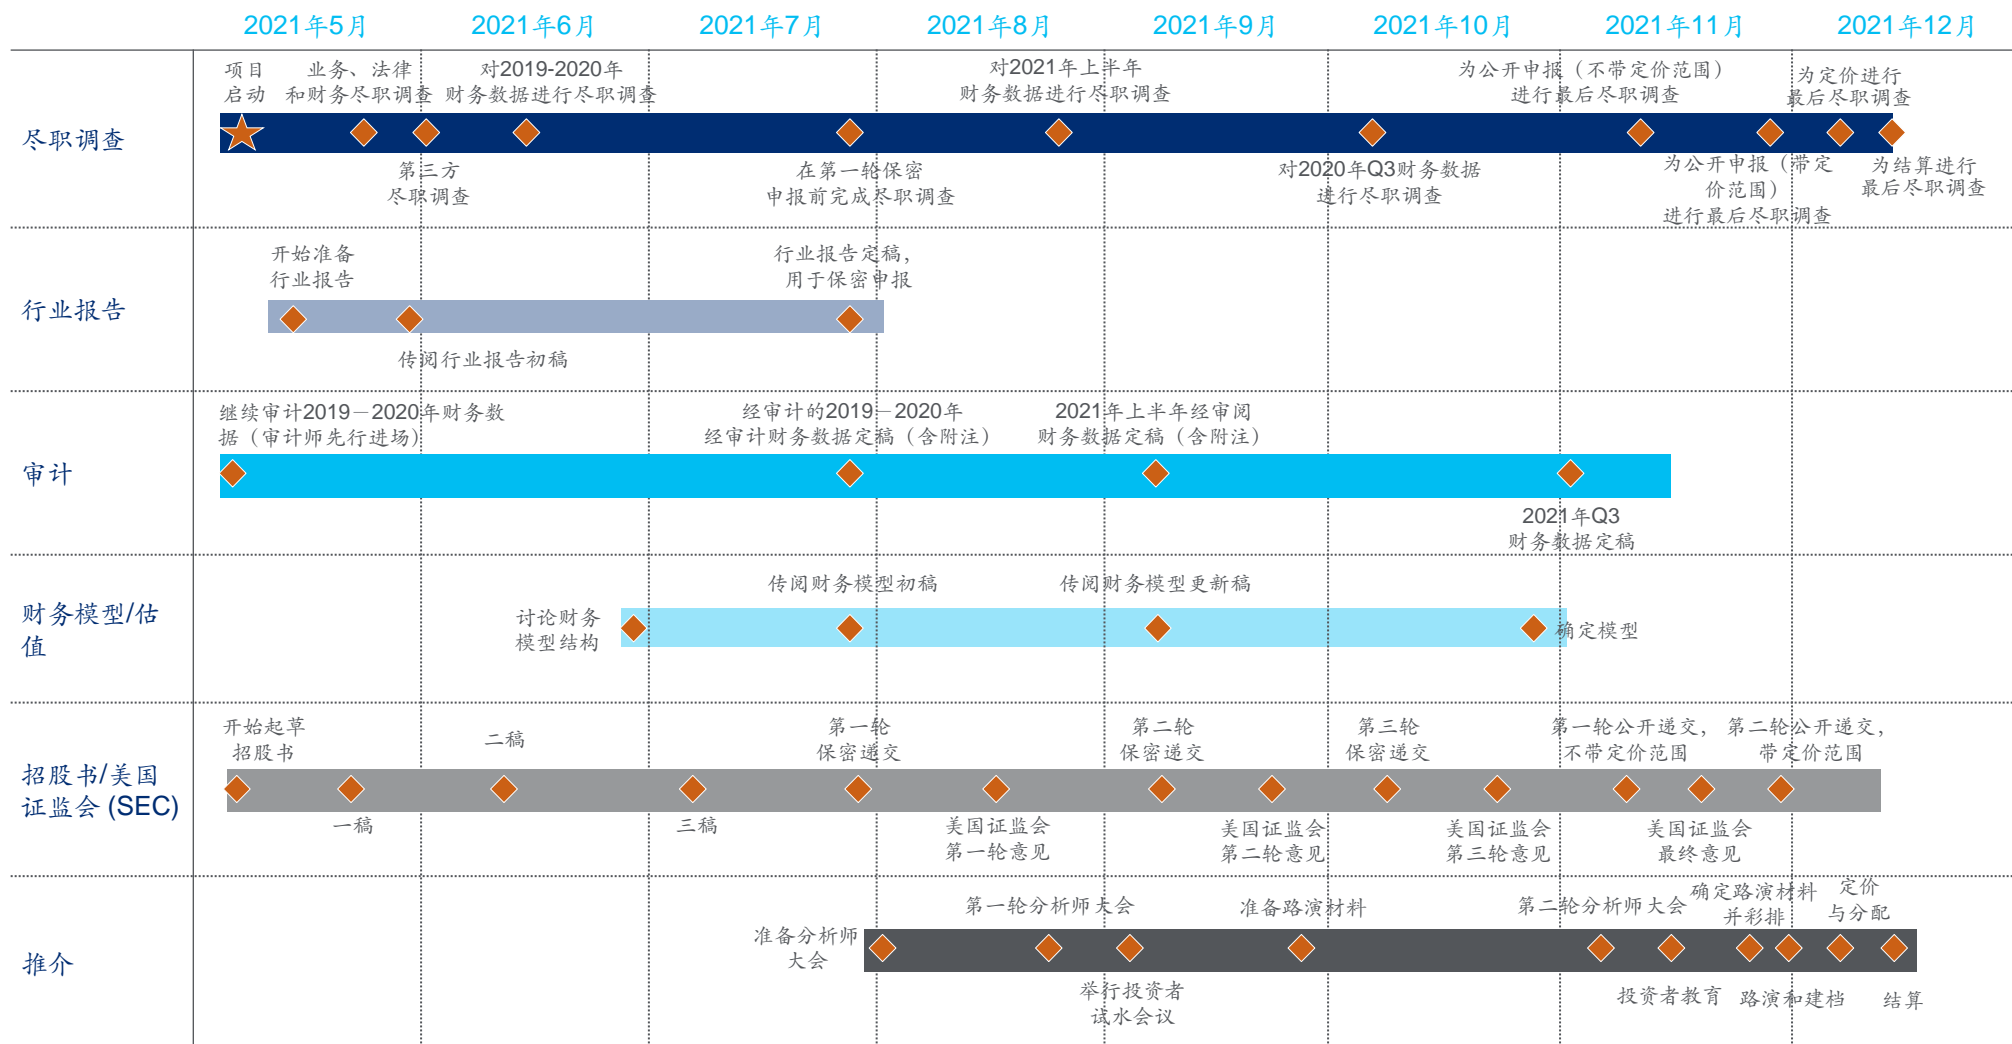 2021年5月
2021年6月
2021年7月
2021年8月
2021年9月
2021年10月
2021年11月
2021年12月
尽职调查
项目
启动
业务、法律
和财务尽职调查
对2019-2020年
财务数据进行尽职调查
对2021年上半年
财务数据进行尽职调查
为公开申报（不带定价范围）
进行最后尽职调查
为定价进行
最后尽职调查
第三方
尽职调查
在第一轮保密
申报前完成尽职调查
对2020年Q3财务数据
进行尽职调查
为公开申报（带定
价范围）
进行最后尽职调查
为结算进行
最后尽职调查
行业报告
开始准备
行业报告
行业报告定稿，
用于保密申报
传阅行业报告初稿
审计
继续审计2019－2020年财务数
据（审计师先行进场）
经审计的2019－2020年
经审计财务数据定稿（含附注）
2021年上半年经审阅
财务数据定稿（含附注）
2021年Q3
财务数据定稿
财务模型/估
值
讨论财务
模型结构
传阅财务模型初稿
传阅财务模型更新稿
确定模型
招股书/美国
证监会 (SEC)
开始起草
招股书
二稿
第一轮
保密递交
第二轮
保密递交
第三轮
保密递交
第一轮公开递交，
不带定价范围
第二轮公开递交，
带定价范围
一稿
三稿
美国证监会
第一轮意见
美国证监会
第二轮意见
美国证监会
第三轮意见
美国证监会
最终意见
推介
准备分析师
大会
第一轮分析师大会
准备路演材料
第二轮分析师大会
确定路演材料
并彩排
定价
与分配
举行投资者
试水会议
投资者教育
路演和建档
结算